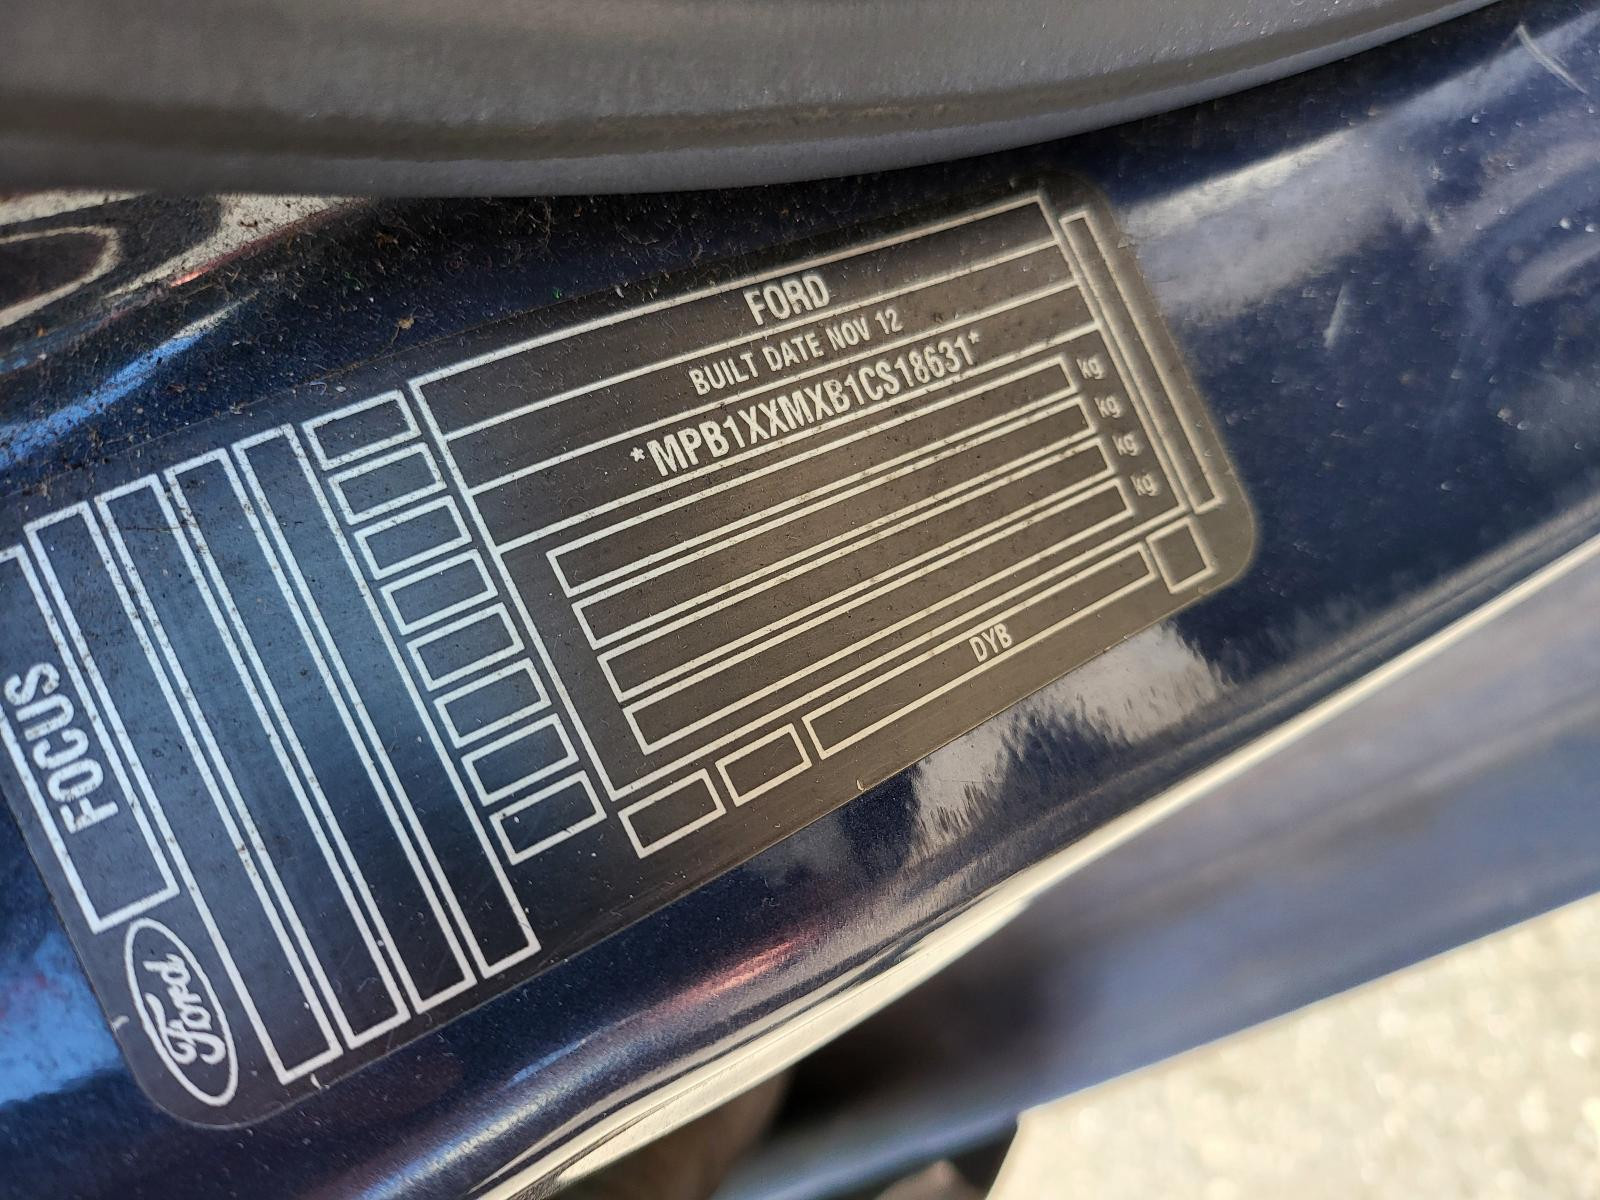 FORD
BUILT DATE NOV 12
*MPB1XXMXB1CS18631*
kg
kg
kg
kg
DYB
FOCUS
Ford